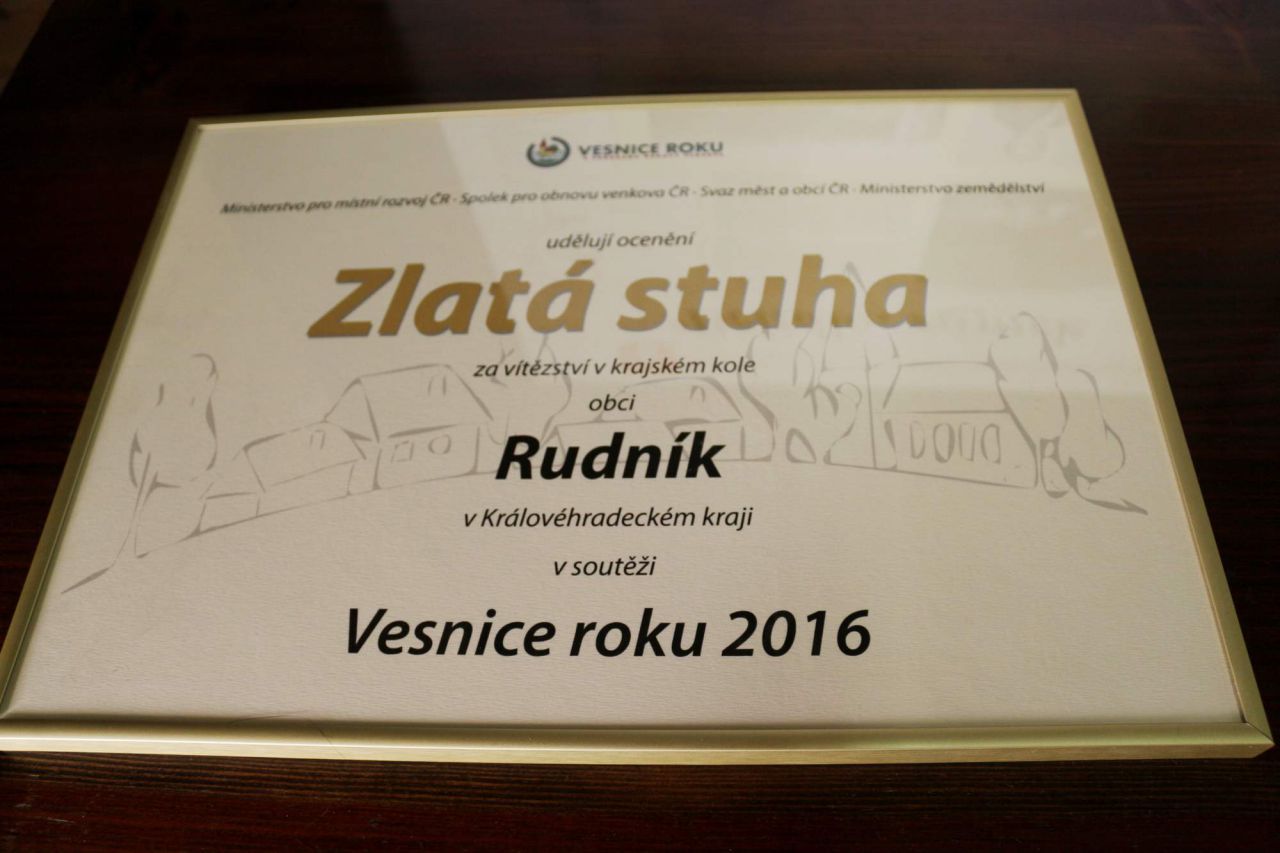 VESNICE ROKU
Ministerstvo pro místní rozvoj ČR - Spolek pro obnovu venkova ČR - Svaz měst a obcí ČR - Ministerstvo zemědělství
udělují ocenění
Zlatá stuha
za vítězství v krajském kole
obci
Rudník
v Královéhradeckém kraji
v soutěži
Vesnice roku 2016